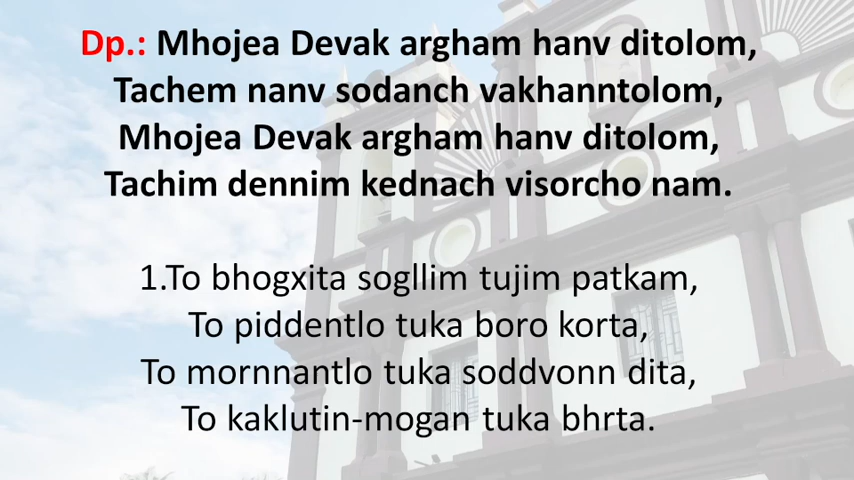 Dp.: Mhojea Devak argham hanv ditolom,
Tachem nanv sodanch vakhanntolom,
Mhojea Devak argham hanv ditolom,
Tachim dennim kednach visorcho nam.
1.To bhogxita sogllim tujim patkam,
To piddentlo tuka boro korta,
To mornnantlo tuka soddvonn dita,
To kaklutin-mogan tuka bhrta.